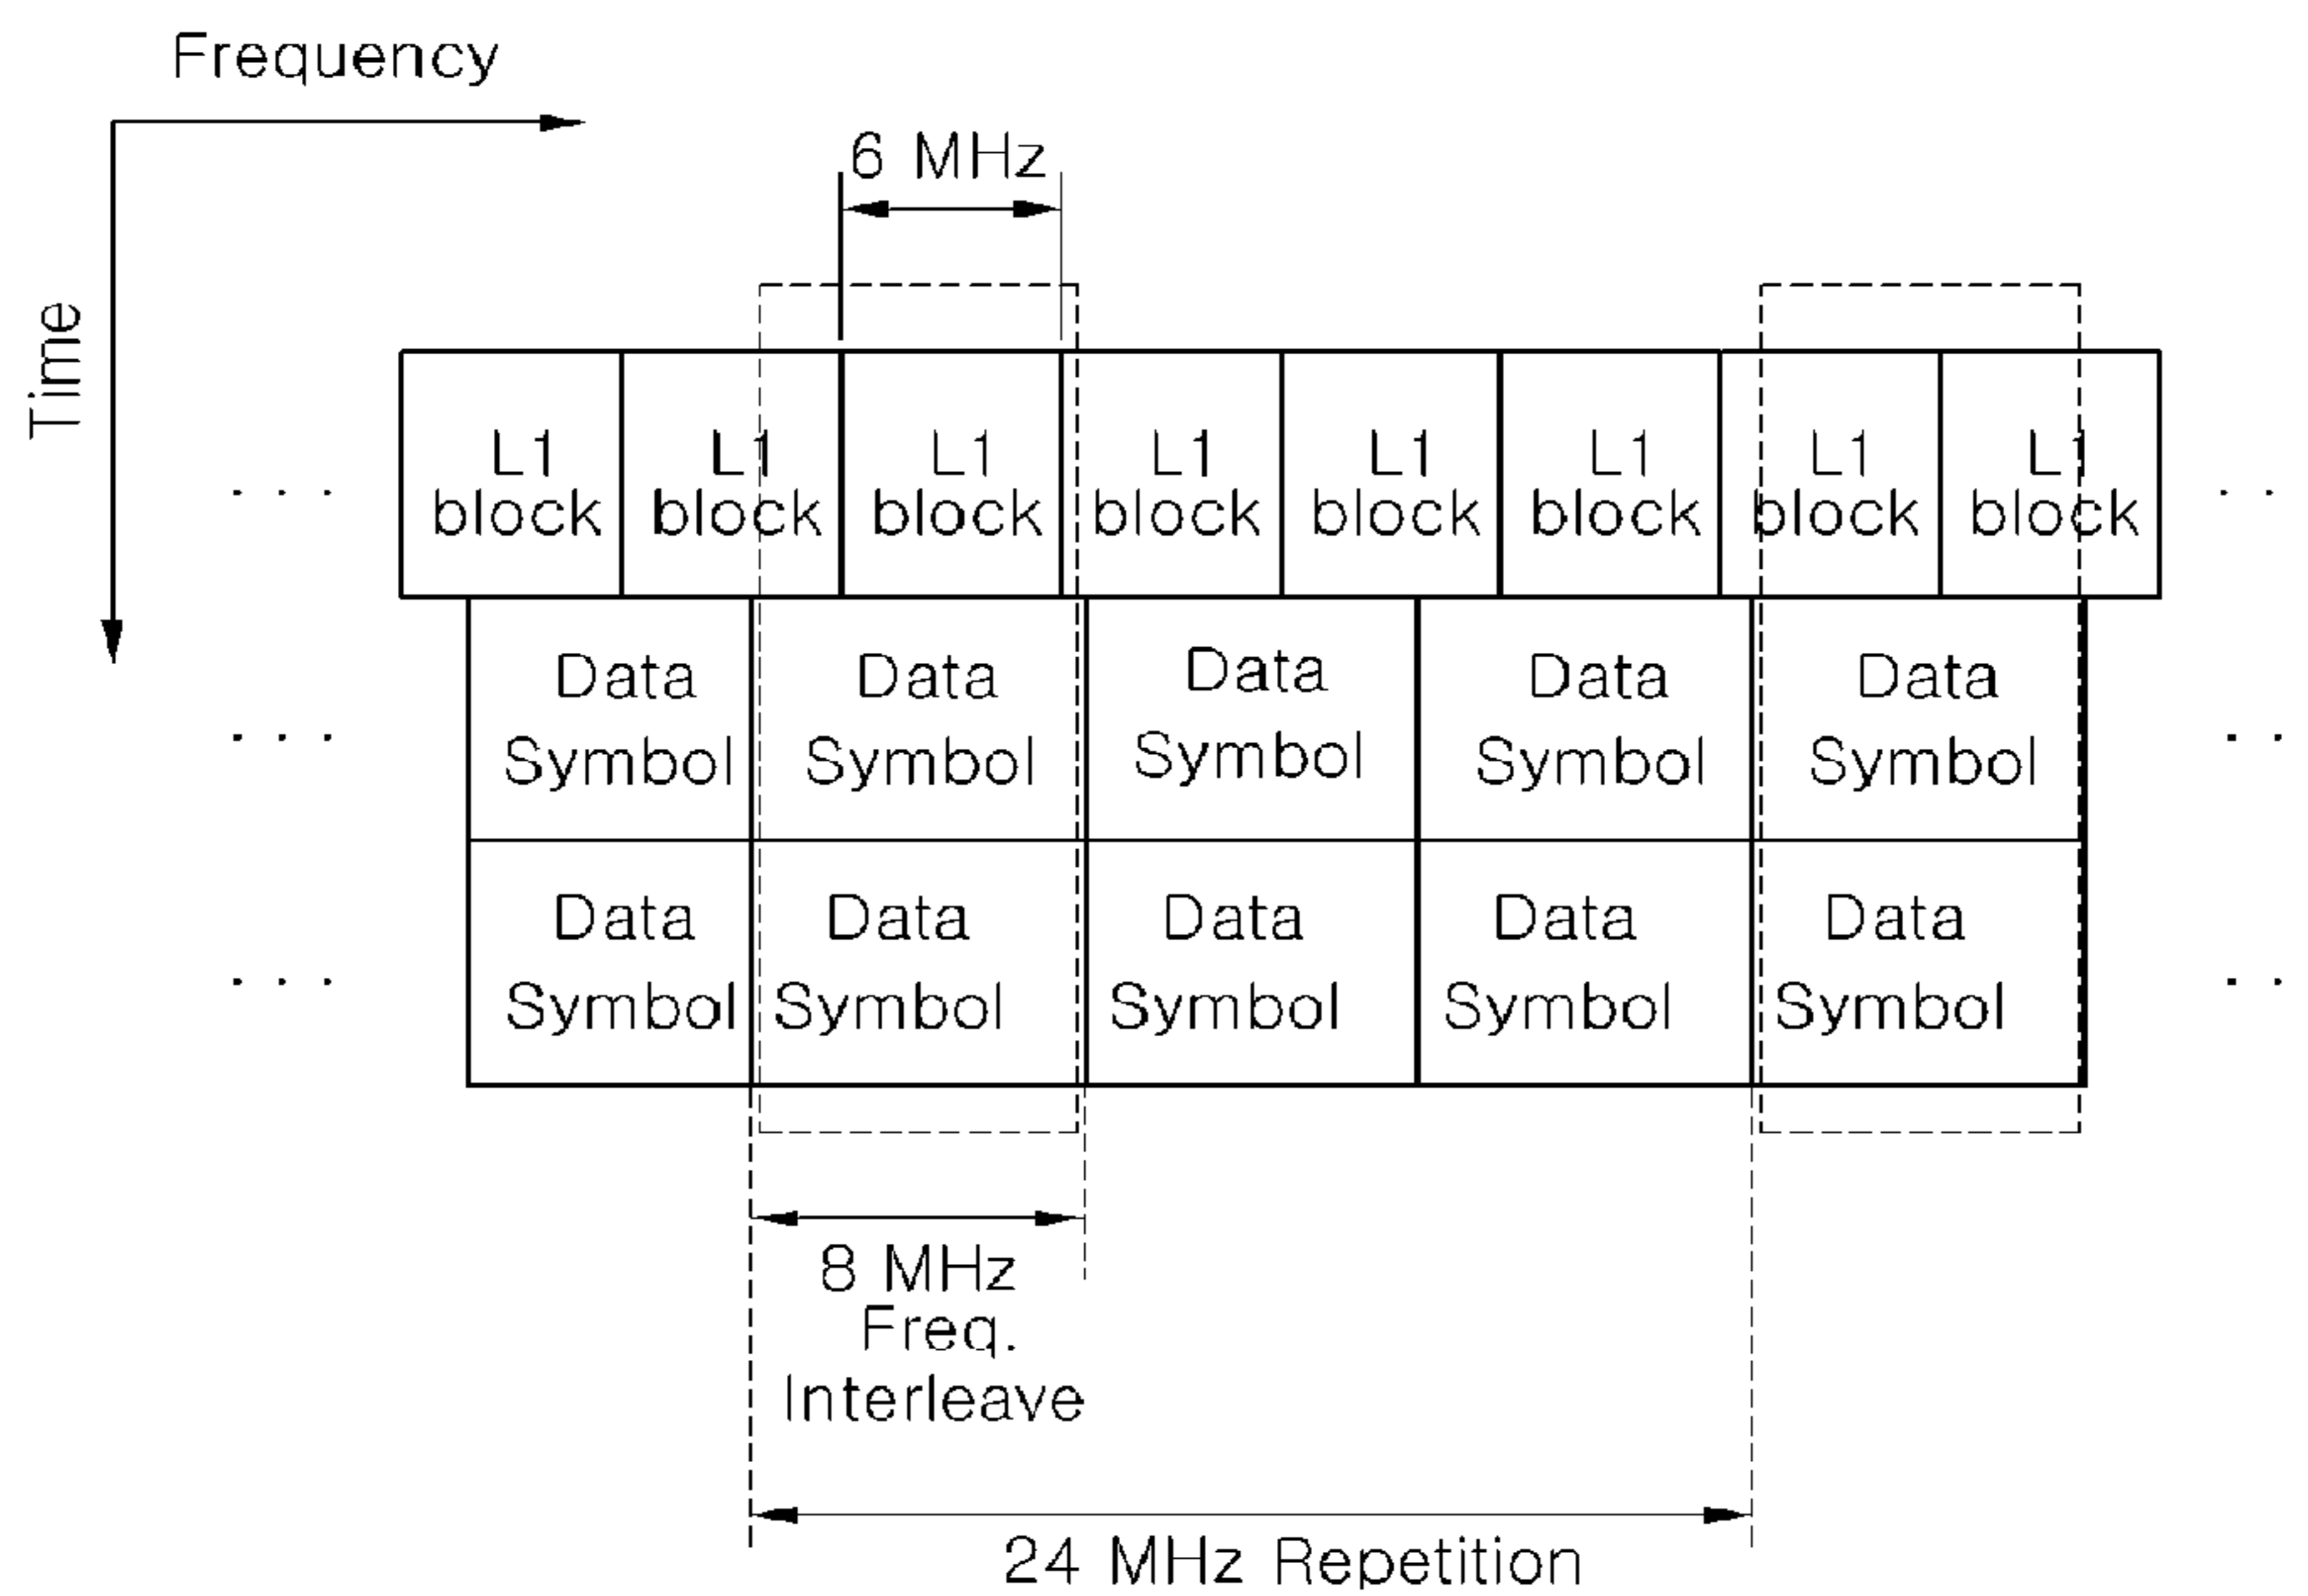 Frequency
6 MHz
Time
L1 L1 L1 L1 L1 L1 L1 L1
. . . block block block block block block block block . .
Data Data Data Data Data
. . . Symbol Symbol Symbol Symbol Symbol . .
Data Data Data Data Data
. . . Symbol Symbol Symbol Symbol Symbol . .
8 MHz
Freq.
Interleave
24 MHz Repetition